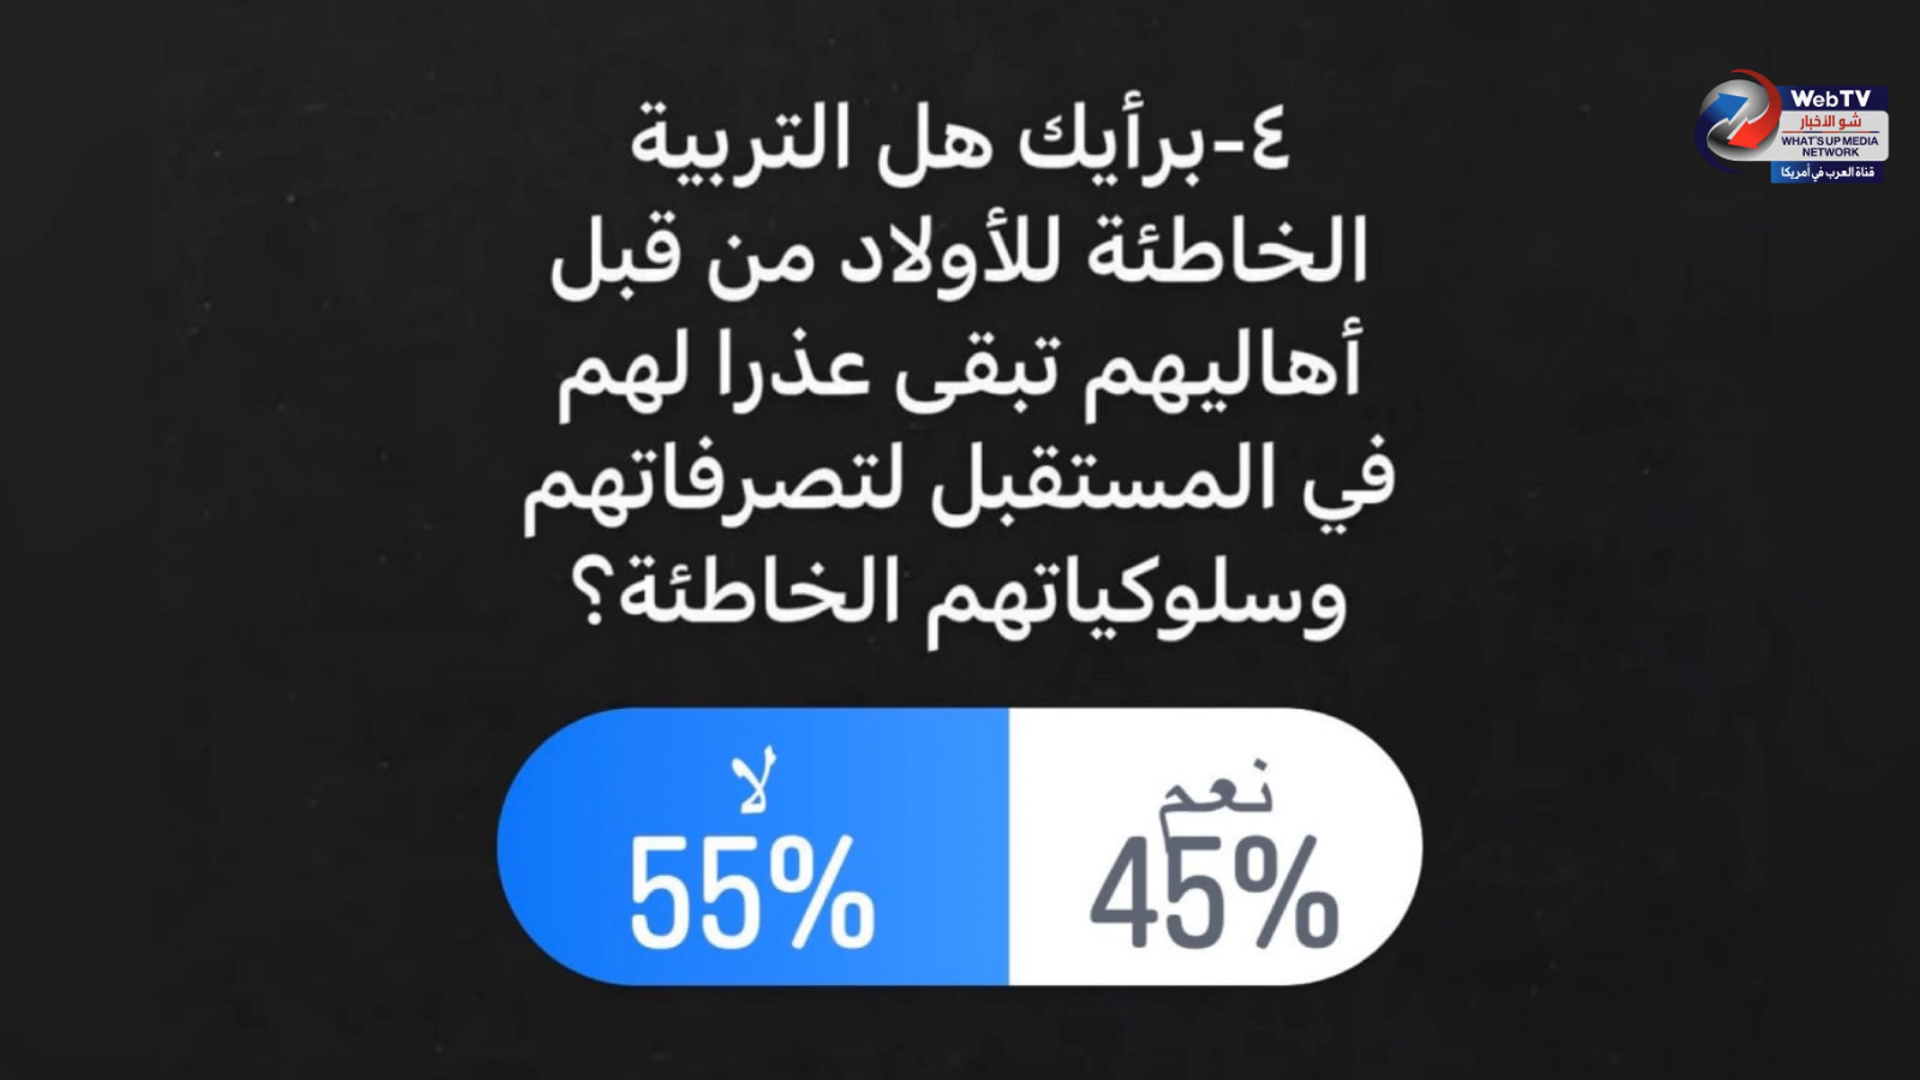 ٤-برأيك هل التربية
الخاطئة للأولاد من قبل
أهاليهم تبقى عذرا لهم
في المستقبل لتصرفاتهم
وسلوكياتهم الخاطئة؟
نعم
45%
لا
55%
WebTV
شو الأخبار
WHAT'S UP MEDIA
NETWORK
قناة العرب في أمريكا